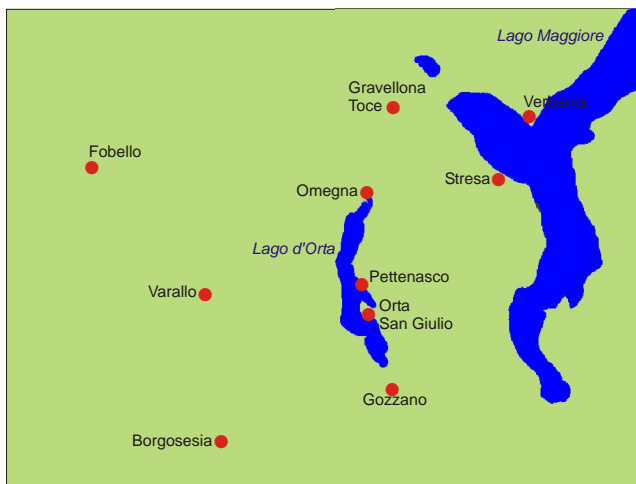 Lago Maggiore
Gravellona
Toce
Verbania
Fobello
Stresa
Omegna
Lago d'Orta
Pettenasco
Varallo
Orta
San Giulio
Gozzano
Borgosesia